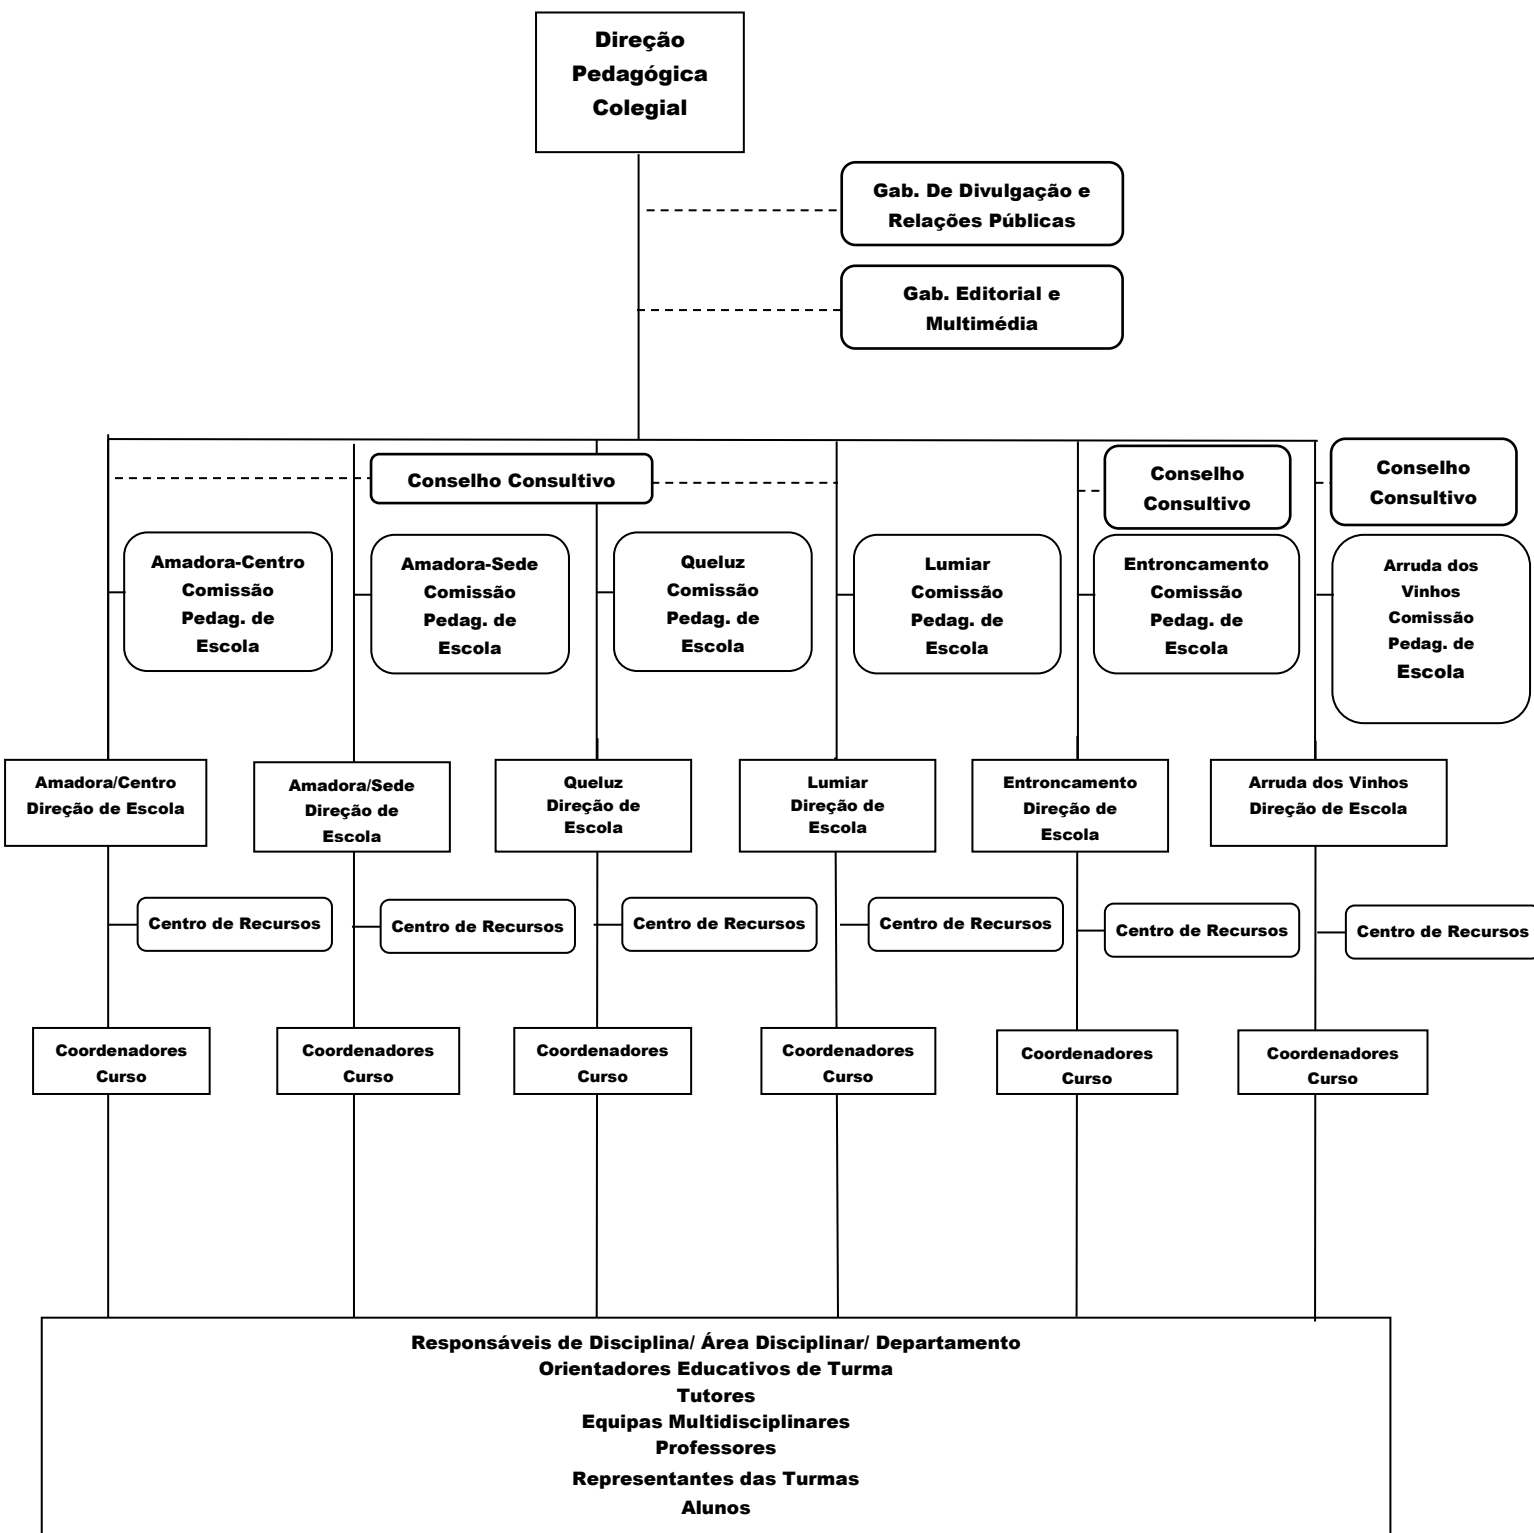 Direção
Pedagógica
Colegial
Gab. De Divulgação e
Relações Públicas
Gab. Editorial e
Multimédia
Conselho Consultivo
Conselho
Consultivo
Conselho
Consultivo
Amadora-Centro
Comissão
Pedag. de
Escola
Amadora-Sede
Comissão
Pedag. de
Escola
Queluz
Comissão
Pedag. de
Escola
Lumiar
Comissão
Pedag. de
Escola
Entroncamento
Comissão
Pedag. de
Escola
Arruda dos
Vinhos
Comissão
Pedag. de
Escola
Amadora/Centro
Direção de Escola
Amadora/Sede
Direção de
Escola
Queluz
Direção de
Escola
Lumiar
Direção de
Escola
Entroncamento
Direção de
Escola
Arruda dos Vinhos
Direção de Escola
Centro de Recursos
Centro de Recursos
Centro de Recursos
Centro de Recursos
Centro de Recursos
Centro de Recursos
Coordenadores
Curso
Coordenadores
Curso
Coordenadores
Curso
Coordenadores
Curso
Coordenadores
Curso
Coordenadores
Curso
Responsáveis de Disciplina/ Área Disciplinar/ Departamento
Orientadores Educativos de Turma
Tutores
Equipas Multidisciplinares
Professores
Representantes das Turmas
Alunos